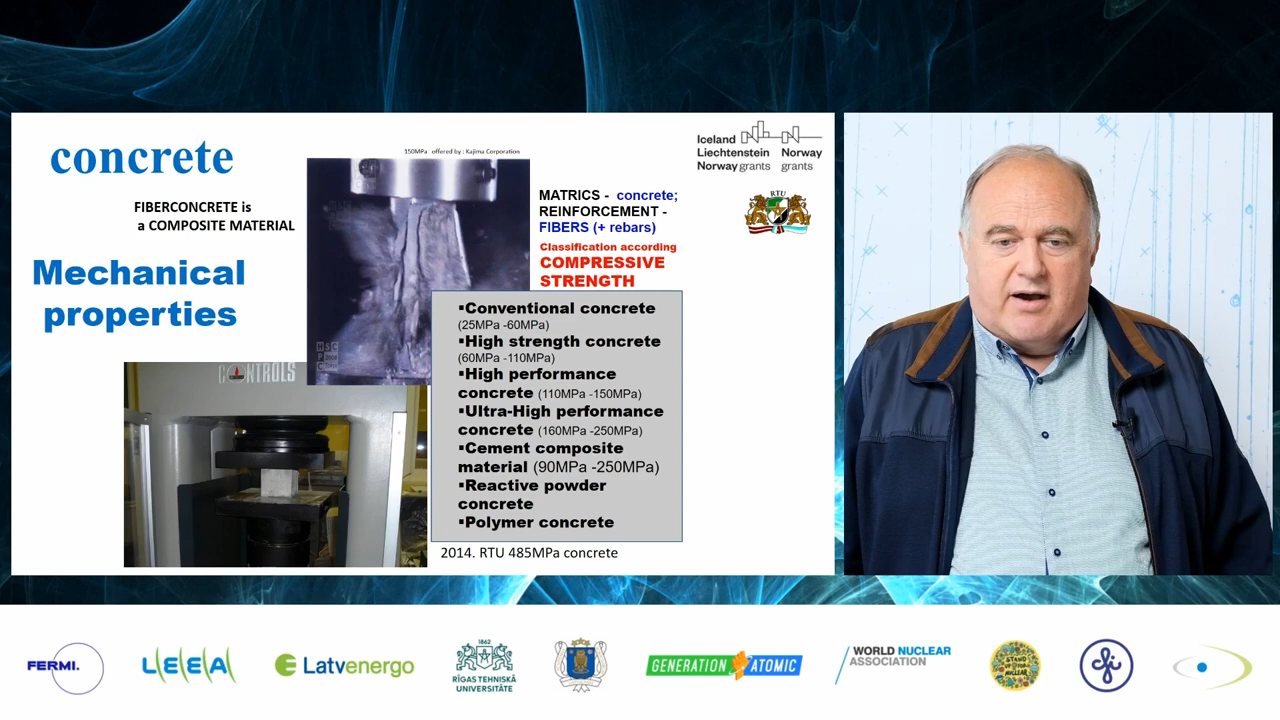 concrete
FIBERCONCRETE is
a COMPOSITE MATERIAL
Mechanical
properties
150MPa offered by : Kajima Corporation
MATRICS - concrete;
REINFORCEMENT -
FIBERS (+ rebars)
Classification according
COMPRESSIVE
STRENGTH
▪Conventional concrete
(25MPa -60MPa)
▪High strength concrete
(60MPa -110MPa)
▪High performance
concrete (110MPa -150MPa)
▪Ultra-High performance
concrete (160MPa -250MPa)
▪Cement composite
material (90MPa -250MPa)
▪Reactive powder
concrete
▪Polymer concrete
2014. RTU 485MPa concrete
CONTROLS
Iceland
Liechtenstein
Norway grants
Norway
grants
RTU
FERMI.
LEEA
Latvenergo
1862
RĪGAS TEHNISKĀ
UNIVERSITĀTE
GENERATION ATOMIC
WORLD NUCLEAR
ASSOCIATION
STAND
UP FOR
NUCLEAR